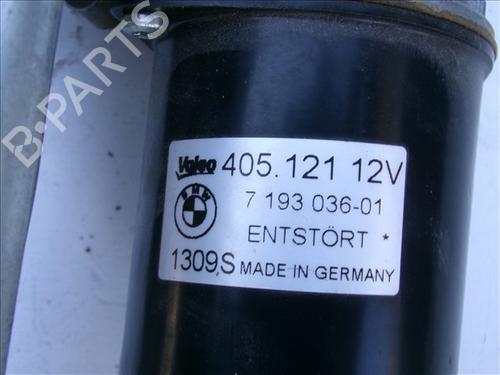 B-PARTS
Valeo 405.121 12V
BMW
7 193 036-01
ENTSTÖRT *
1309S MADE IN GERMANY